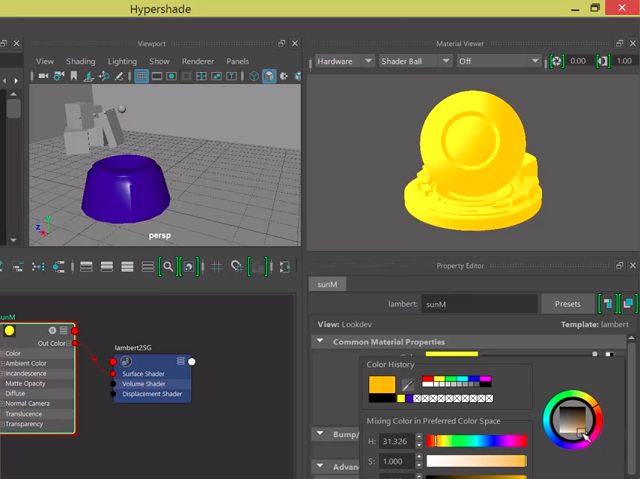 Hypershade
Viewport
View Shading Lighting Show Renderer Panels
persp
Material Viewer
Hardware Shader Ball Off 0.00 1.00
sunM
Out Color
Color
Ambient Color
Incandescence
Matte Opacity
Diffuse
Normal Camera
Translucence
Transparency
lambert2SG
Surface Shader
Volume Shader
Displacement Shader
Property Editor
sunM
lambert: sunM Presets
View: Lookdev Template: lambert
Common Material Properties
Color History
Mixing Color in Preferred Color Space
H: 31.326
S: 1.000
Bump/
Advan